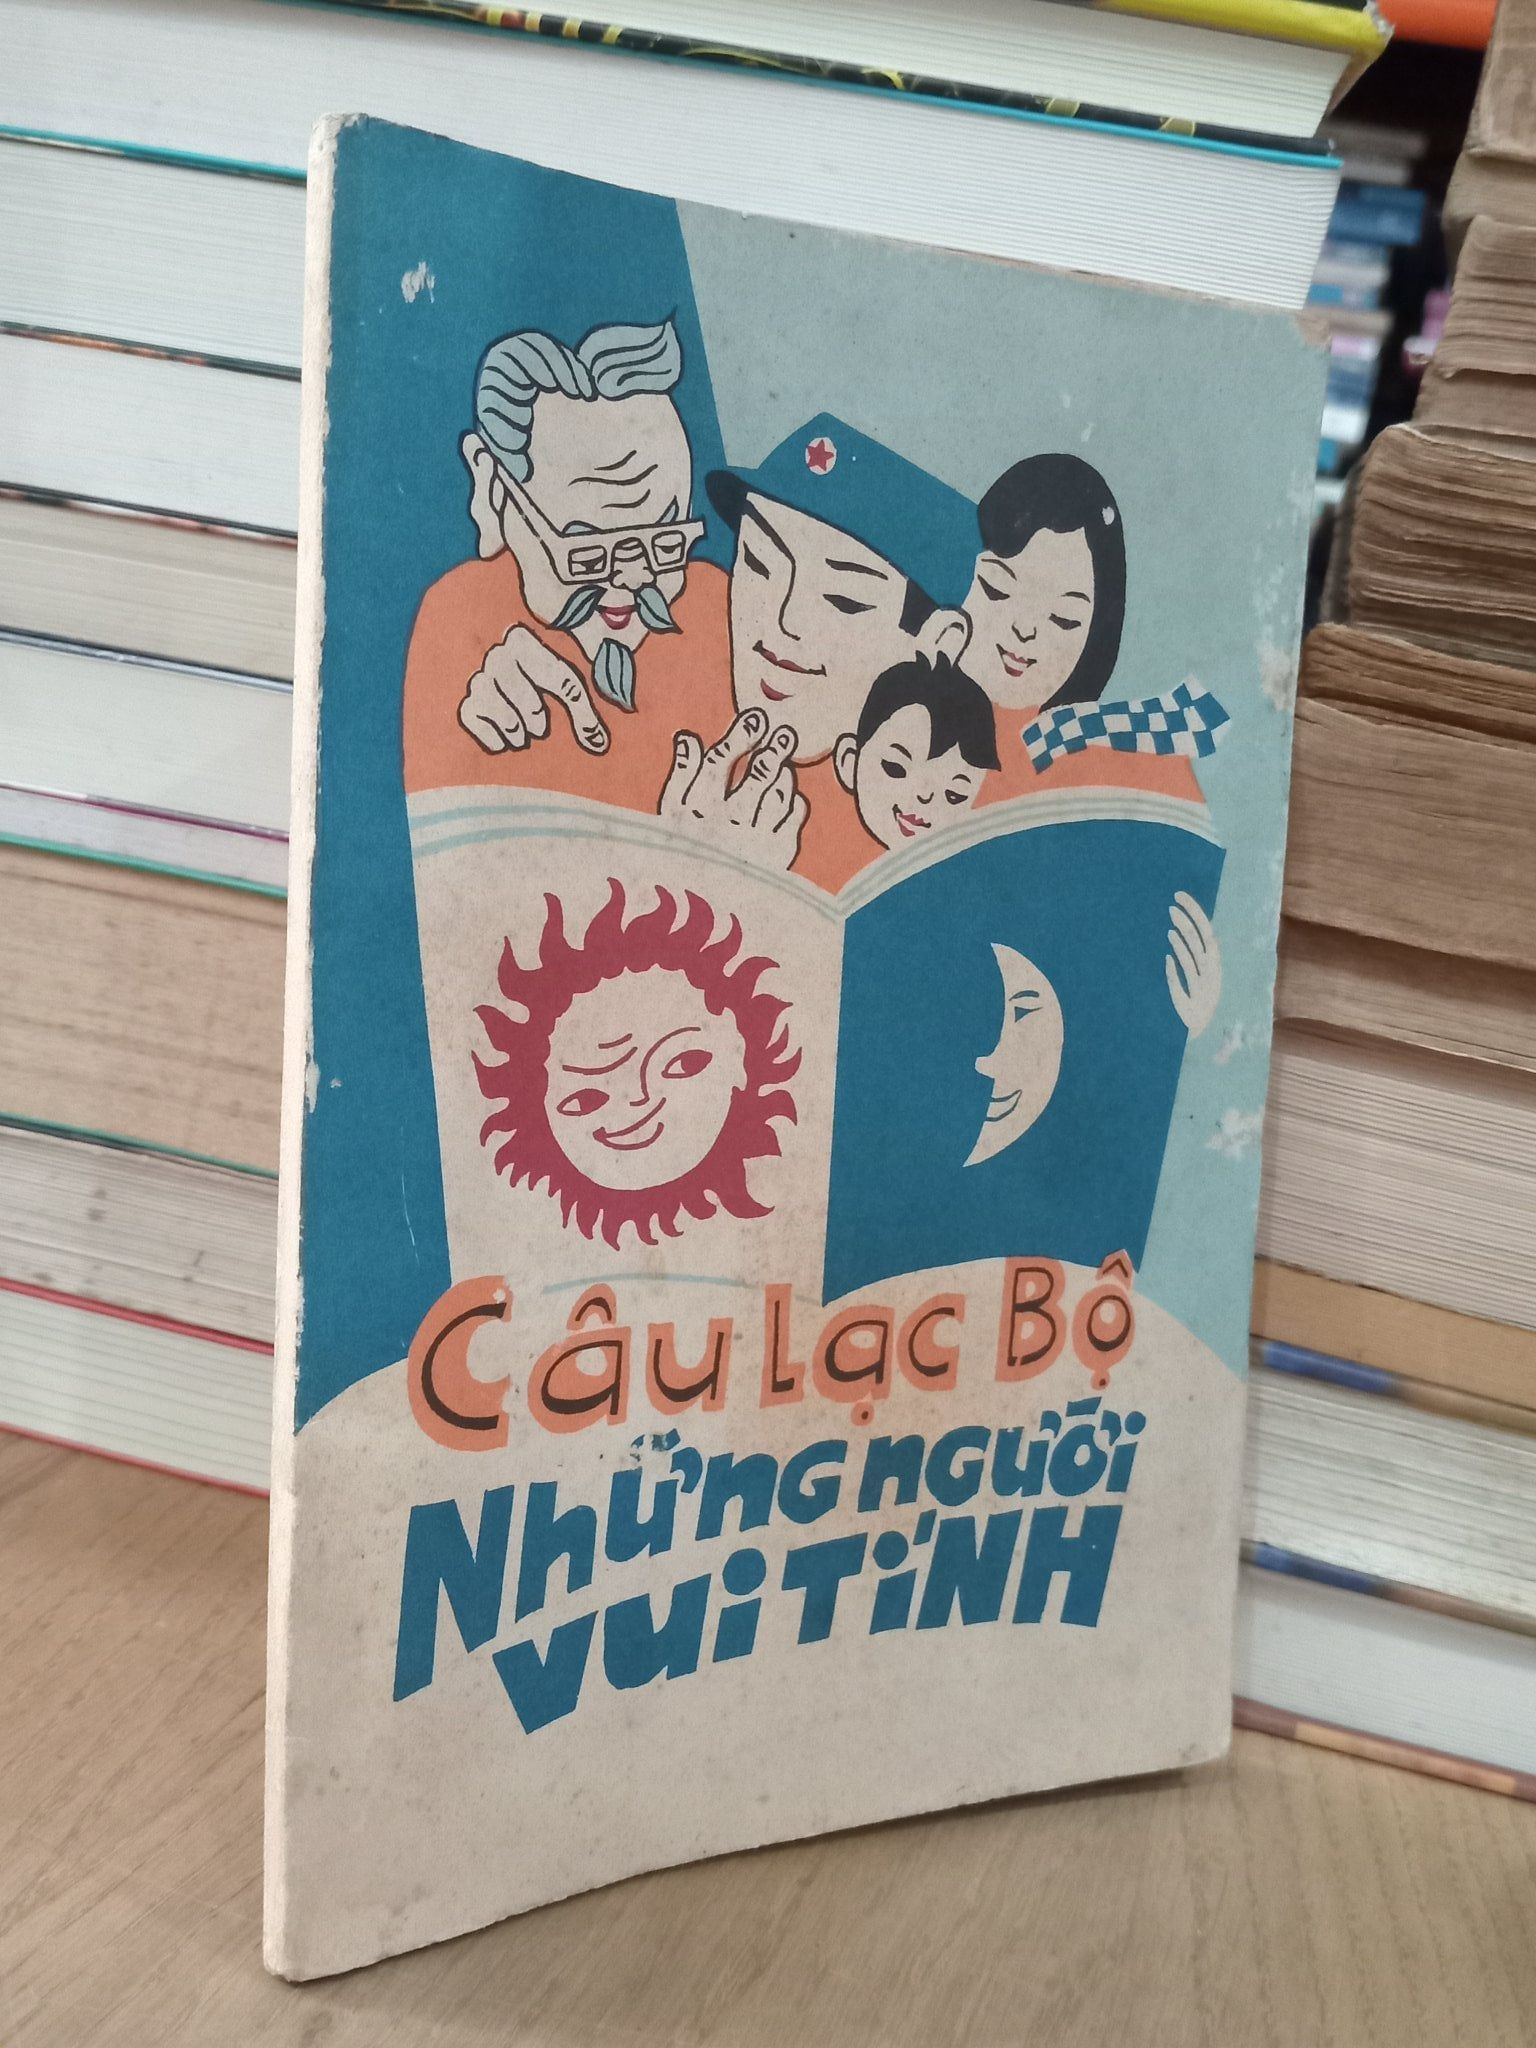 Câu Lạc Bộ
Những người
vui tính